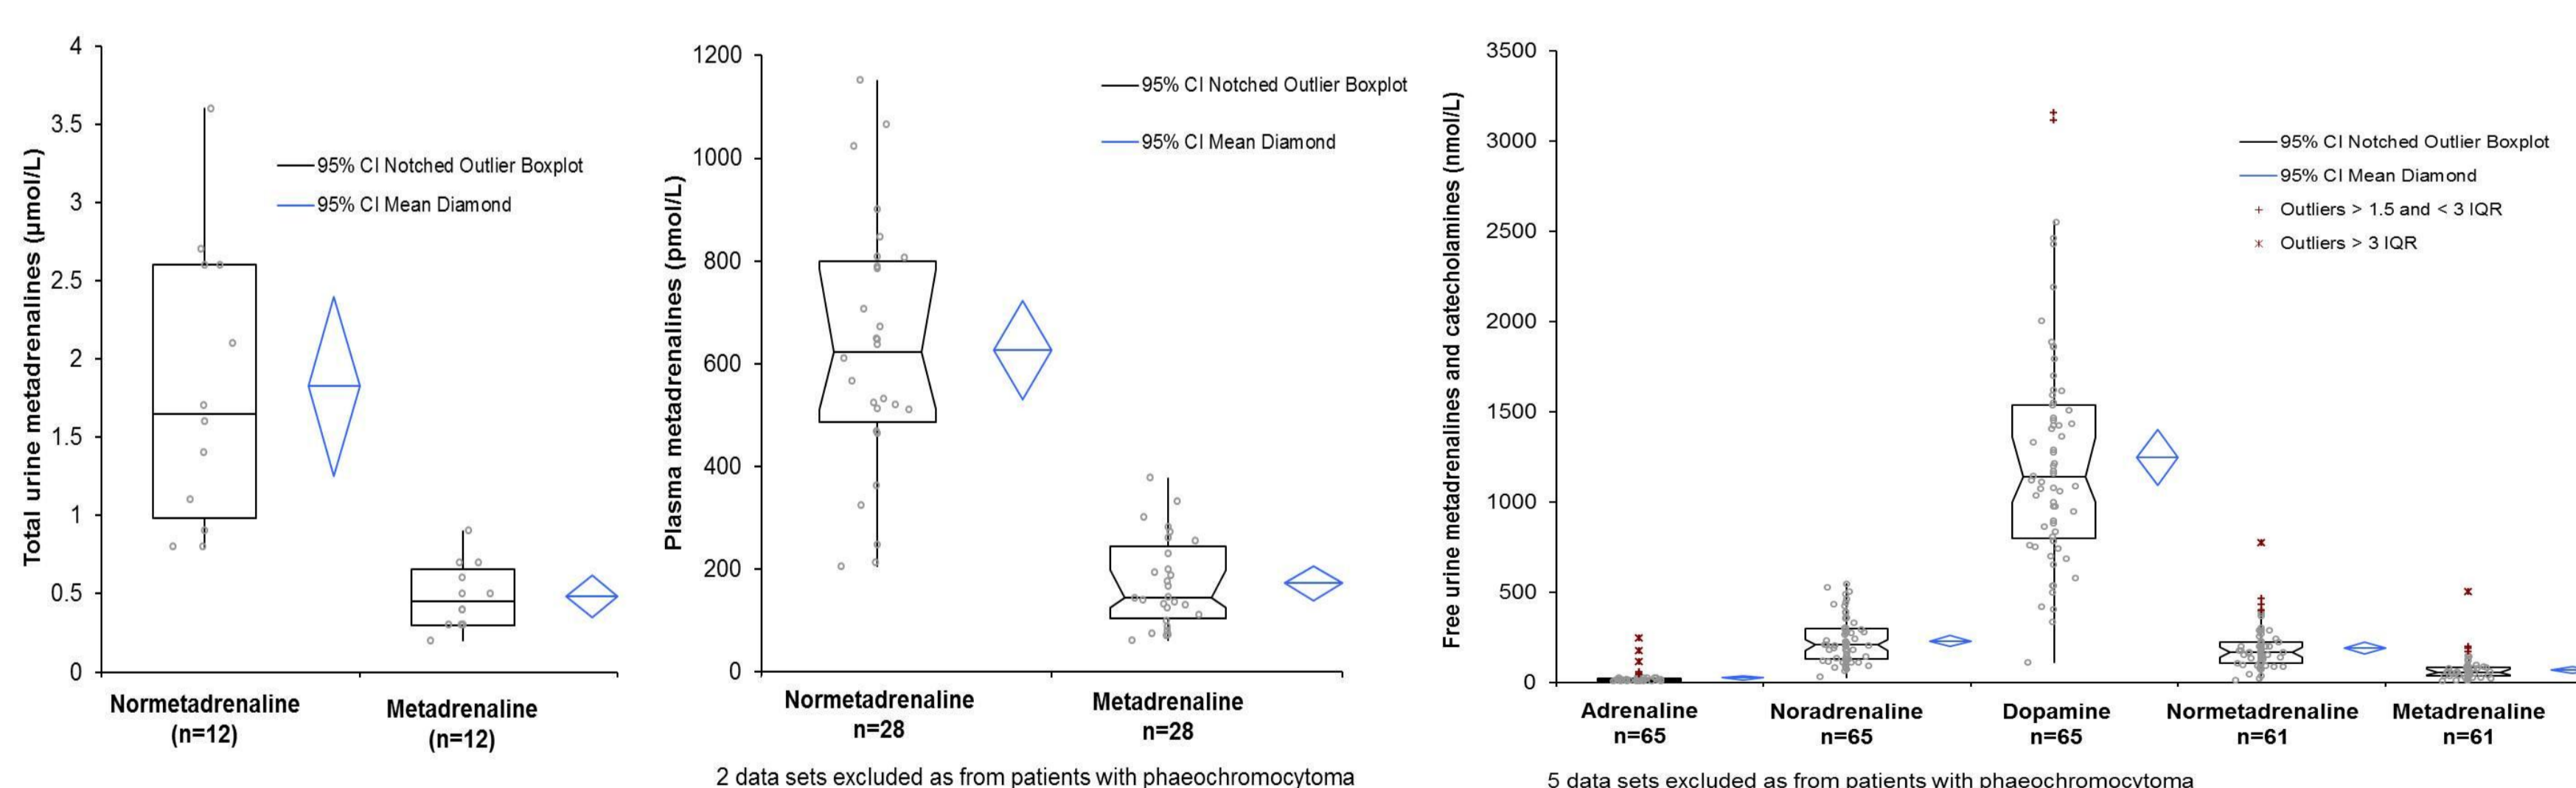 Total urine metadrenalines (µmol/L)
4
3.5
3
2.5
2
1.5
1
0.5
0
95% CI Notched Outlier Boxplot
95% CI Mean Diamond
Normetadrenaline
(n=12)
Metadrenaline
(n=12)
Plasma metadrenalines (pmol/L)
1200
1000
800
600
400
200
0
95% CI Notched Outlier Boxplot
95% CI Mean Diamond
Normetadrenaline
n=28
Metadrenaline
n=28
2 data sets excluded as from patients with phaeochromocytoma
Free urine metadrenalines and catecholamines (nmol/L)
3500
3000
2500
2000
1500
1000
500
0
95% CI Notched Outlier Boxplot
95% CI Mean Diamond
Outliers > 1.5 and < 3 IQR
Outliers > 3 IQR
Adrenaline
n=65
Noradrenaline
n=65
Dopamine
n=65
Normetadrenaline
n=61
Metadrenaline
n=61
5 data sets excluded as from patients with phaeochromocytoma